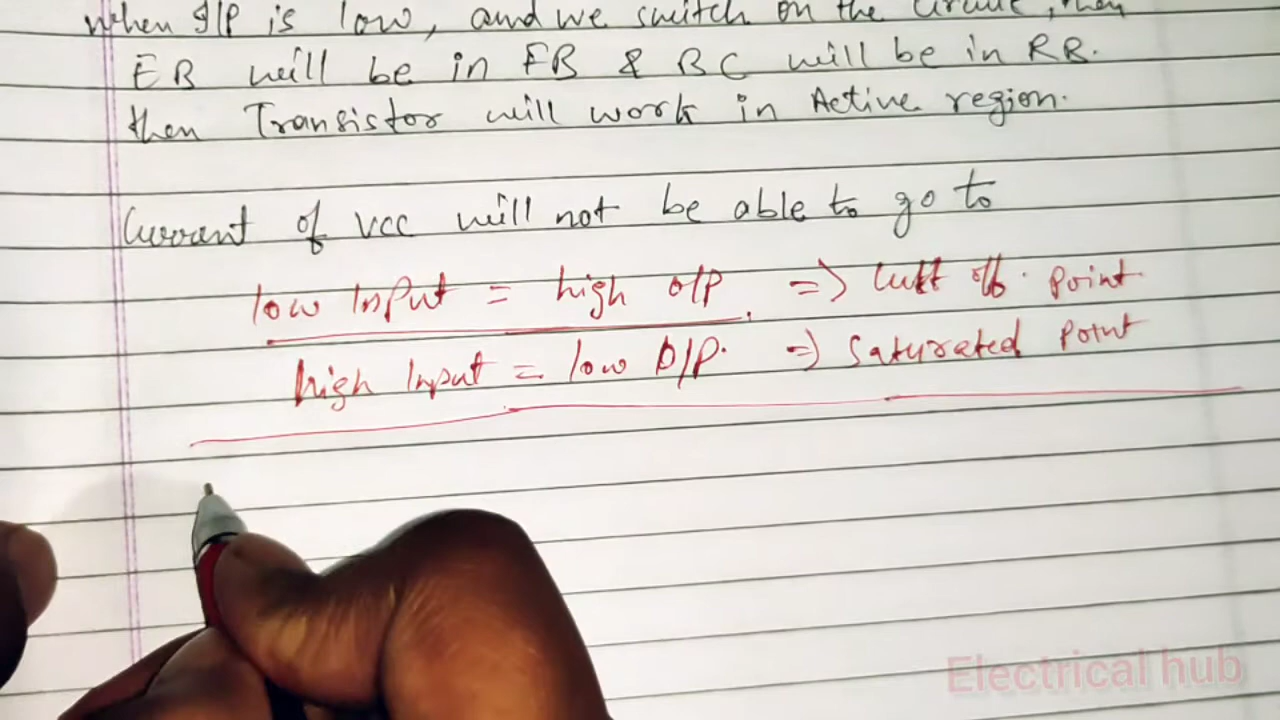 When I/P is low, and we switch on the circuit, then
EB will be in FB & BC will be in RB.
then Transistor will work in Active region.
Current of Vcc will not be able to go to
low Input = high o/p. => Cutt off. Point
high Input = low O/P. => Saturated Point
Electrical hub